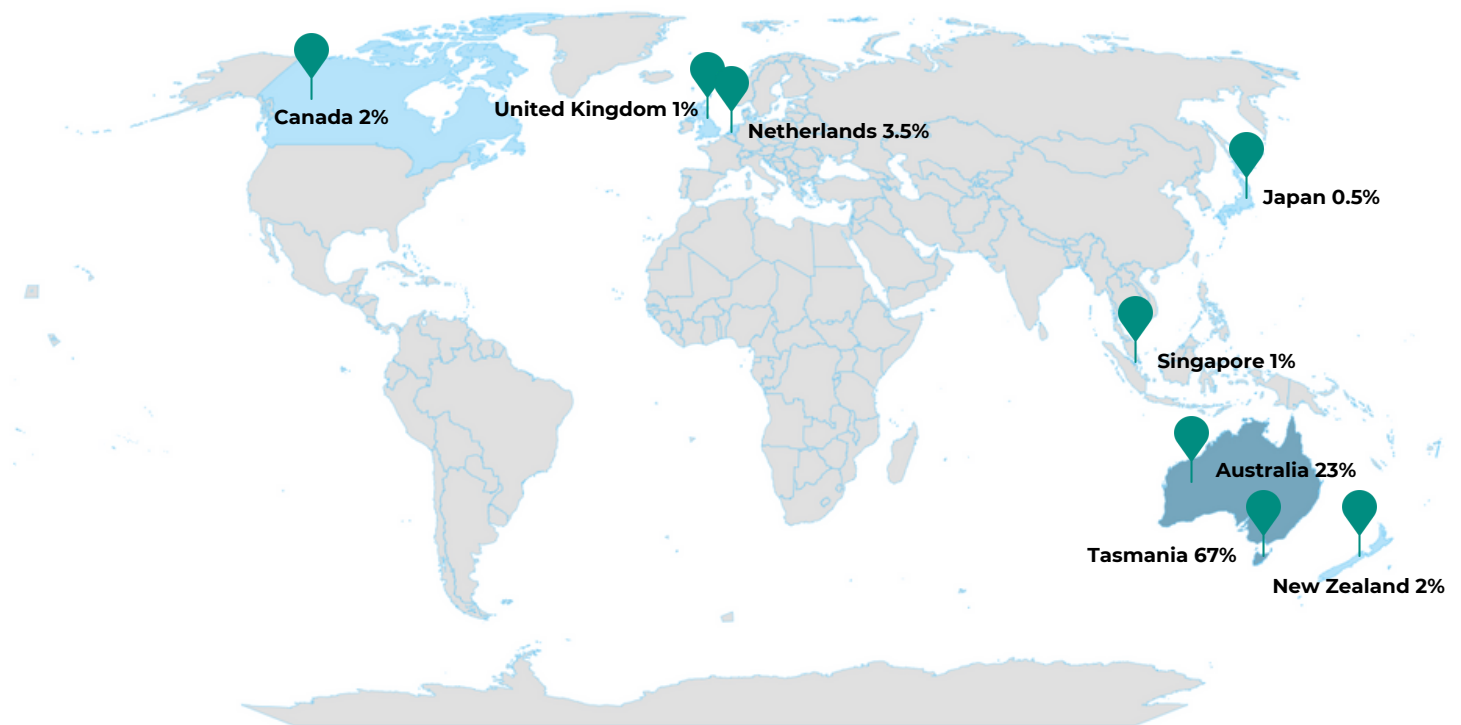 Canada 2%
United Kingdom 1%
Netherlands 3.5%
Japan 0.5%
Singapore 1%
Australia 23%
Tasmania 67%
New Zealand 2%